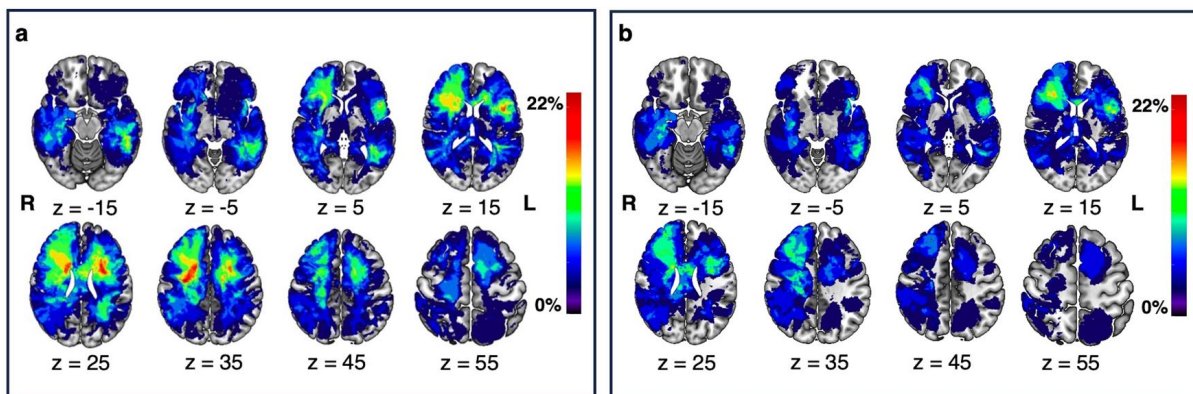 a
22%
R
z = -15
z = -5
z = 5
z = 15
L
0%
z = 25
z = 35
z = 45
z = 55
b
22%
R
z = -15
z = -5
z = 5
z = 15
L
0%
z = 25
z = 35
z = 45
z = 55